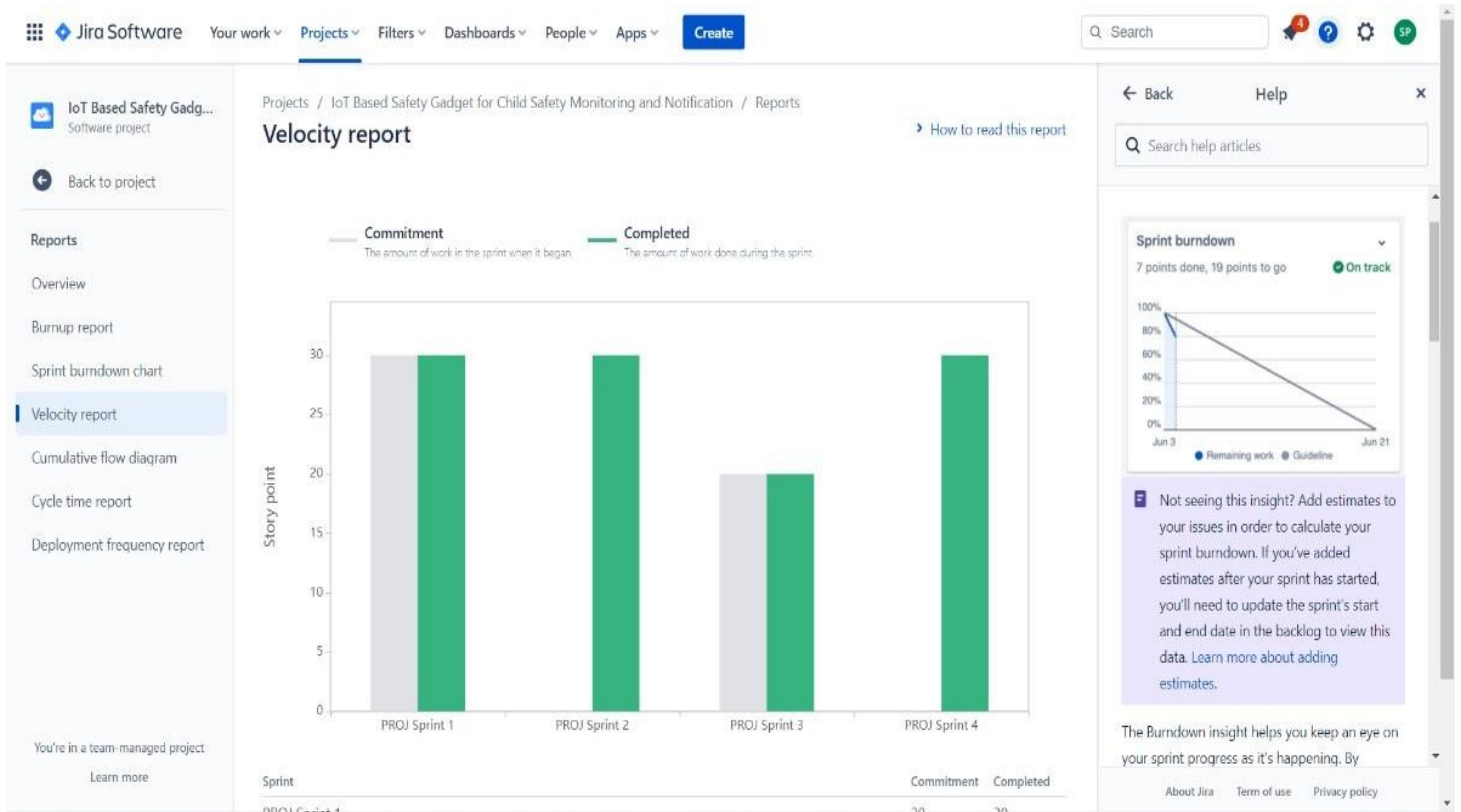 Jira Software
Your work
Projects
Filters
Dashboards
People
Apps
Create
Search
4
SP
IoT Based Safety Gadg...
Software project
Back to project
Reports
Overview
Burnup report
Sprint burndown chart
Velocity report
Cumulative flow diagram
Cycle time report
Deployment frequency report
You're in a team-managed project
Learn more
Projects / IoT Based Safety Gadget for Child Safety Monitoring and Notification / Reports
Velocity report
How to read this report
Commitment
The amount of work in the sprint when it began.
Completed
The amount of work done during the sprint.
Story point
30
25
20
15
10
5
0
PROJ Sprint 1
PROJ Sprint 2
PROJ Sprint 3
PROJ Sprint 4
Sprint Commitment Completed
Back
Help
Search help articles
Sprint burndown
7 points done, 19 points to go On track
100%
80%
60%
40%
20%
0%
Jun 3 Jun 21
Remaining work Guideline
Not seeing this insight? Add estimates to
your issues in order to calculate your
sprint burndown. If you've added
estimates after your sprint has started,
you'll need to update the sprint's start
and end date in the backlog to view this
data. Learn more about adding
estimates.
The Burndown insight helps you keep an eye on
your sprint progress as it's happening. By
About Jira Term of use Privacy policy